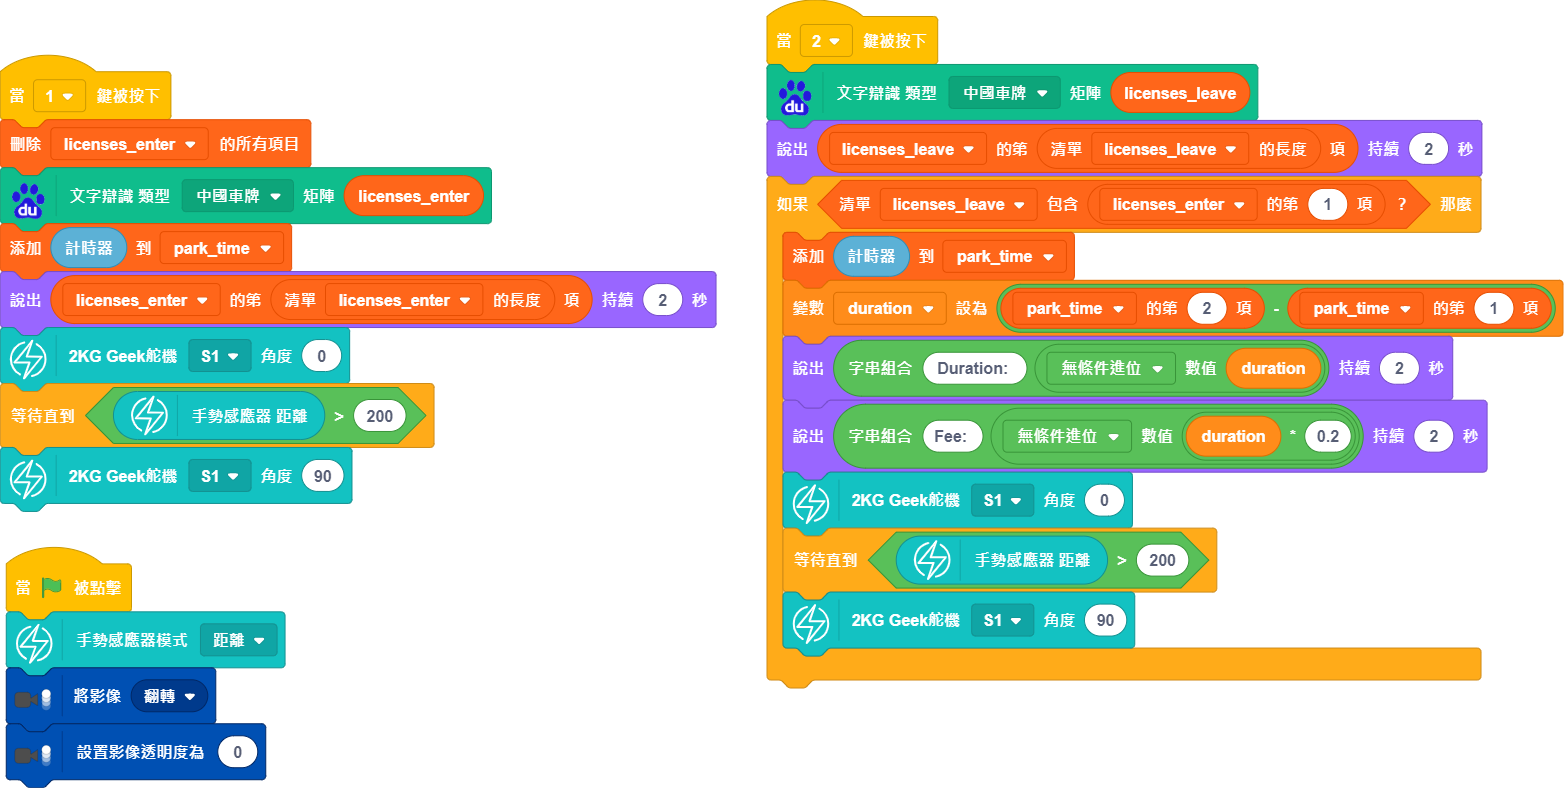 當 1 鍵被按下
刪除 licenses_enter 的所有項目
du 文字辯識 類型 中國車牌 矩陣 licenses_enter
添加 計時器 到 park_time
說出 licenses_enter 的第 清單 licenses_enter 的長度 項 持續 2 秒
2KG Geek舵機 S1 角度 0
等待直到 手勢感應器 距離 > 200
2KG Geek舵機 S1 角度 90
當 被點擊
手勢感應器模式 距離
將影像 翻轉
設置影像透明度為 0
當 2 鍵被按下
du 文字辯識 類型 中國車牌 矩陣 licenses_leave
說出 licenses_leave 的第 清單 licenses_leave 的長度 項 持續 2 秒
如果 清單 licenses_leave 包含 licenses_enter 的第 1 項 ? 那麼
添加 計時器 到 park_time
變數 duration 設為 park_time 的第 2 項 - park_time 的第 1 項
說出 字串組合 Duration: 無條件進位 數值 duration 持續 2 秒
說出 字串組合 Fee: 無條件進位 數值 duration * 0.2 持續 2 秒
2KG Geek舵機 S1 角度 0
等待直到 手勢感應器 距離 > 200
2KG Geek舵機 S1 角度 90